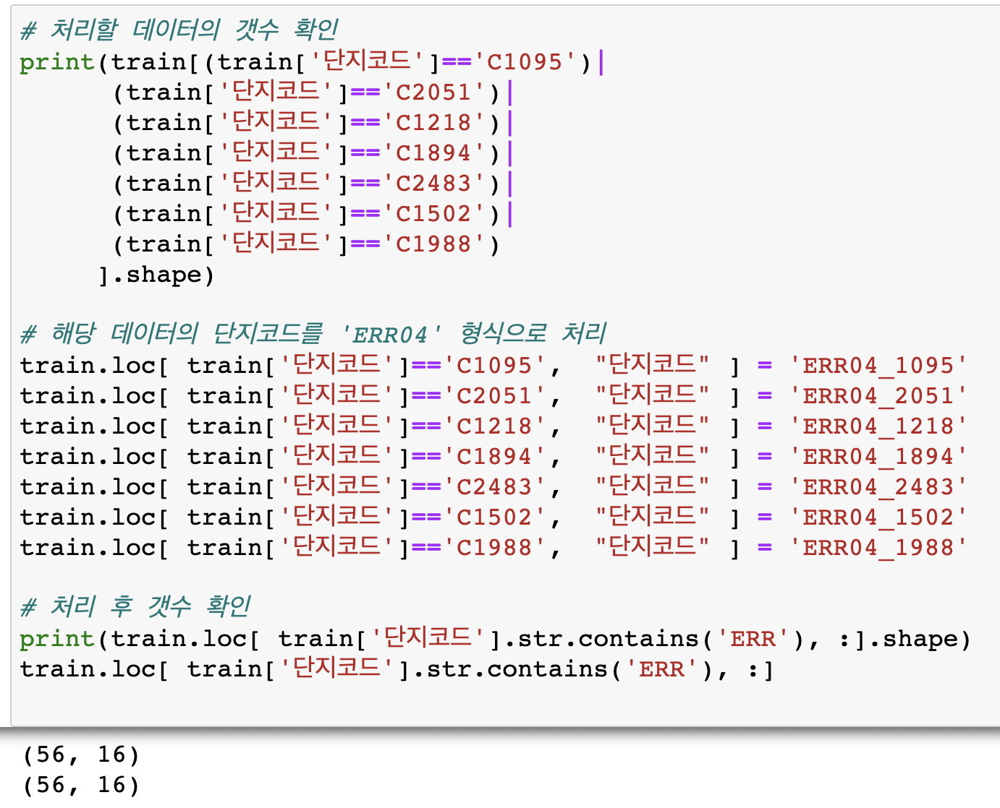 # 처리할 데이터의 갯수 확인
print(train[(train['단지코드']=='C1095')|
(train['단지코드']=='C2051')|
(train['단지코드']=='C1218')|
(train['단지코드']=='C1894')|
(train['단지코드']=='C2483')|
(train['단지코드']=='C1502')|
(train['단지코드']=='C1988')
].shape)
# 해당 데이터의 단지코드를 'ERR04' 형식으로 처리
train.loc[ train['단지코드']=='C1095', "단지코드" ] = 'ERR04_1095'
train.loc[ train['단지코드']=='C2051', "단지코드" ] = 'ERR04_2051'
train.loc[ train['단지코드']=='C1218', "단지코드" ] = 'ERR04_1218'
train.loc[ train['단지코드']=='C1894', "단지코드" ] = 'ERR04_1894'
train.loc[ train['단지코드']=='C2483', "단지코드" ] = 'ERR04_2483'
train.loc[ train['단지코드']=='C1502', "단지코드" ] = 'ERR04_1502'
train.loc[ train['단지코드']=='C1988', "단지코드" ] = 'ERR04_1988'
# 처리 후 갯수 확인
print(train.loc[ train['단지코드'].str.contains('ERR'), :].shape)
train.loc[ train['단지코드'].str.contains('ERR'), :]
(56, 16)
(56, 16)